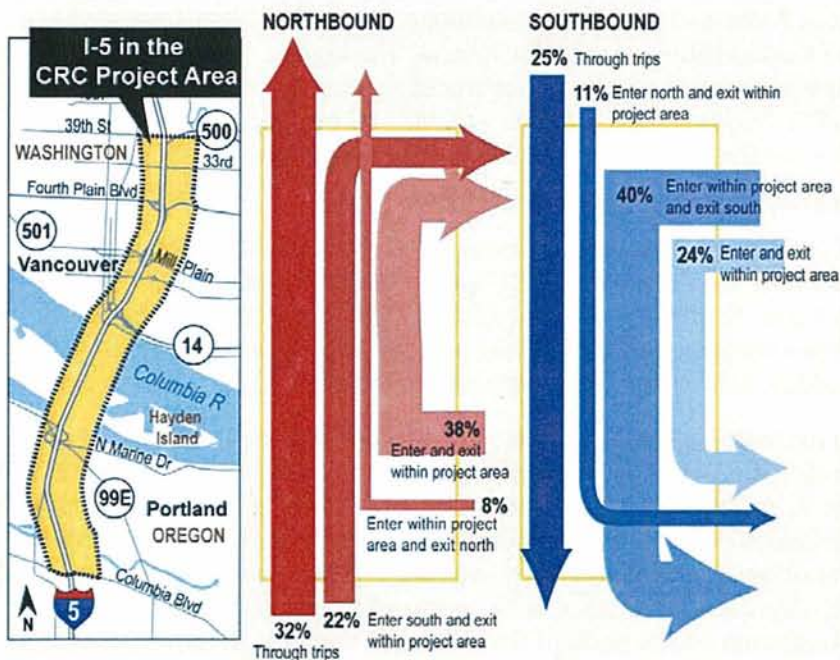 I-5 in the
CRC Project Area
39th St
500
WASHINGTON
33rd
Fourth Plain Blvd
501
Vancouver
Mill Plain
14
Columbia R
Hayden
Island
N Marine Dr
99E
Portland
OREGON
Columbia Blvd
N
5
NORTHBOUND
38%
Enter and exit
within project area
8%
Enter within project
area and exit north
32%
Through trips
22% Enter south and exit
within project area
SOUTHBOUND
25% Through trips
11% Enter north and exit within
project area
40% Enter within project area
and exit south
24% Enter and exit
within project area